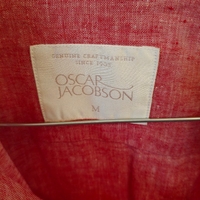 GENUINE CRAFTSMANSHIP
SINCE 1903
OSCAR
JACOBSON
M